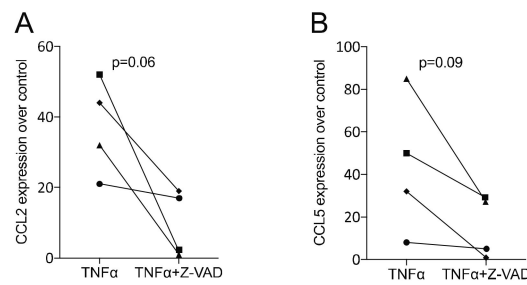 A
CCL2 expression over control
60
40
20
0
p=0.06
TNFα
TNFα+Z-VAD
B
CCL5 expression over control
100
80
60
40
20
0
p=0.09
TNFα
TNFα+Z-VAD